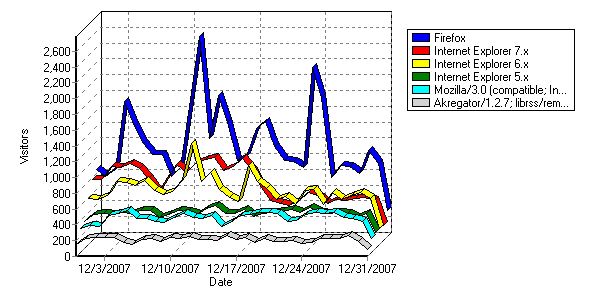 2,600
2,400
2,200
2,000
1,800
1,600
1,400
1,200
1,000
800
600
400
200
0
Visitors
12/3/2007 12/10/2007 12/17/2007 12/24/2007 12/31/2007
Date
Firefox
Internet Explorer 7.x
Internet Explorer 6.x
Internet Explorer 5.x
Mozilla/3.0 (compatible; In...
Akregator/1.2.7; librss/rem...